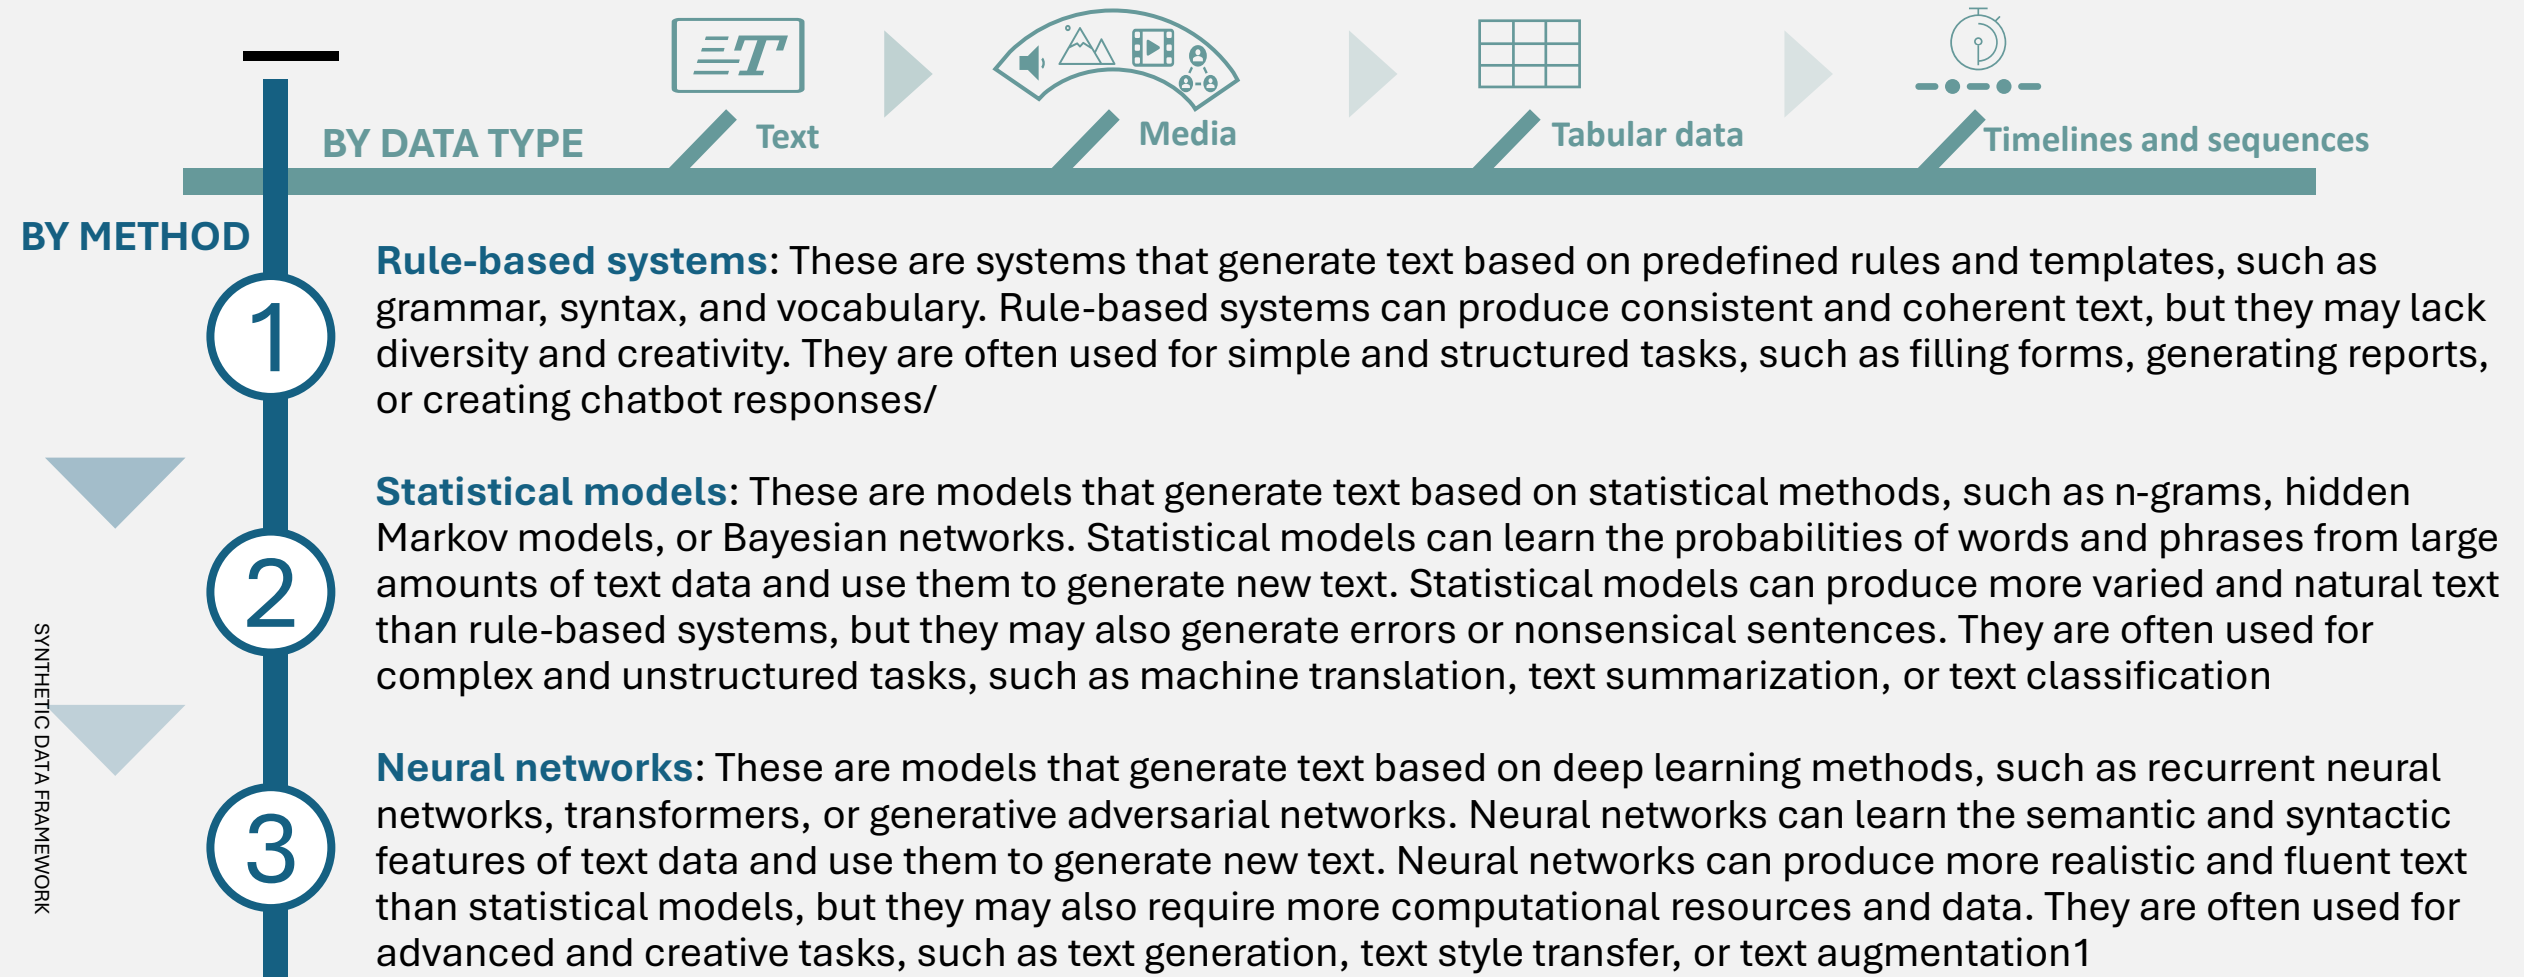 BY DATA TYPE
Text
Media
Tabular data
Timelines and sequences
BY METHOD
1
Rule-based systems: These are systems that generate text based on predefined rules and templates, such as
grammar, syntax, and vocabulary. Rule-based systems can produce consistent and coherent text, but they may lack
diversity and creativity. They are often used for simple and structured tasks, such as filling forms, generating reports,
or creating chatbot responses/
2
Statistical models: These are models that generate text based on statistical methods, such as n-grams, hidden
Markov models, or Bayesian networks. Statistical models can learn the probabilities of words and phrases from large
amounts of text data and use them to generate new text. Statistical models can produce more varied and natural text
than rule-based systems, but they may also generate errors or nonsensical sentences. They are often used for
complex and unstructured tasks, such as machine translation, text summarization, or text classification
3
Neural networks: These are models that generate text based on deep learning methods, such as recurrent neural
networks, transformers, or generative adversarial networks. Neural networks can learn the semantic and syntactic
features of text data and use them to generate new text. Neural networks can produce more realistic and fluent text
than statistical models, but they may also require more computational resources and data. They are often used for
advanced and creative tasks, such as text generation, text style transfer, or text augmentation1
SYNTHETIC DATA FRAMEWORK